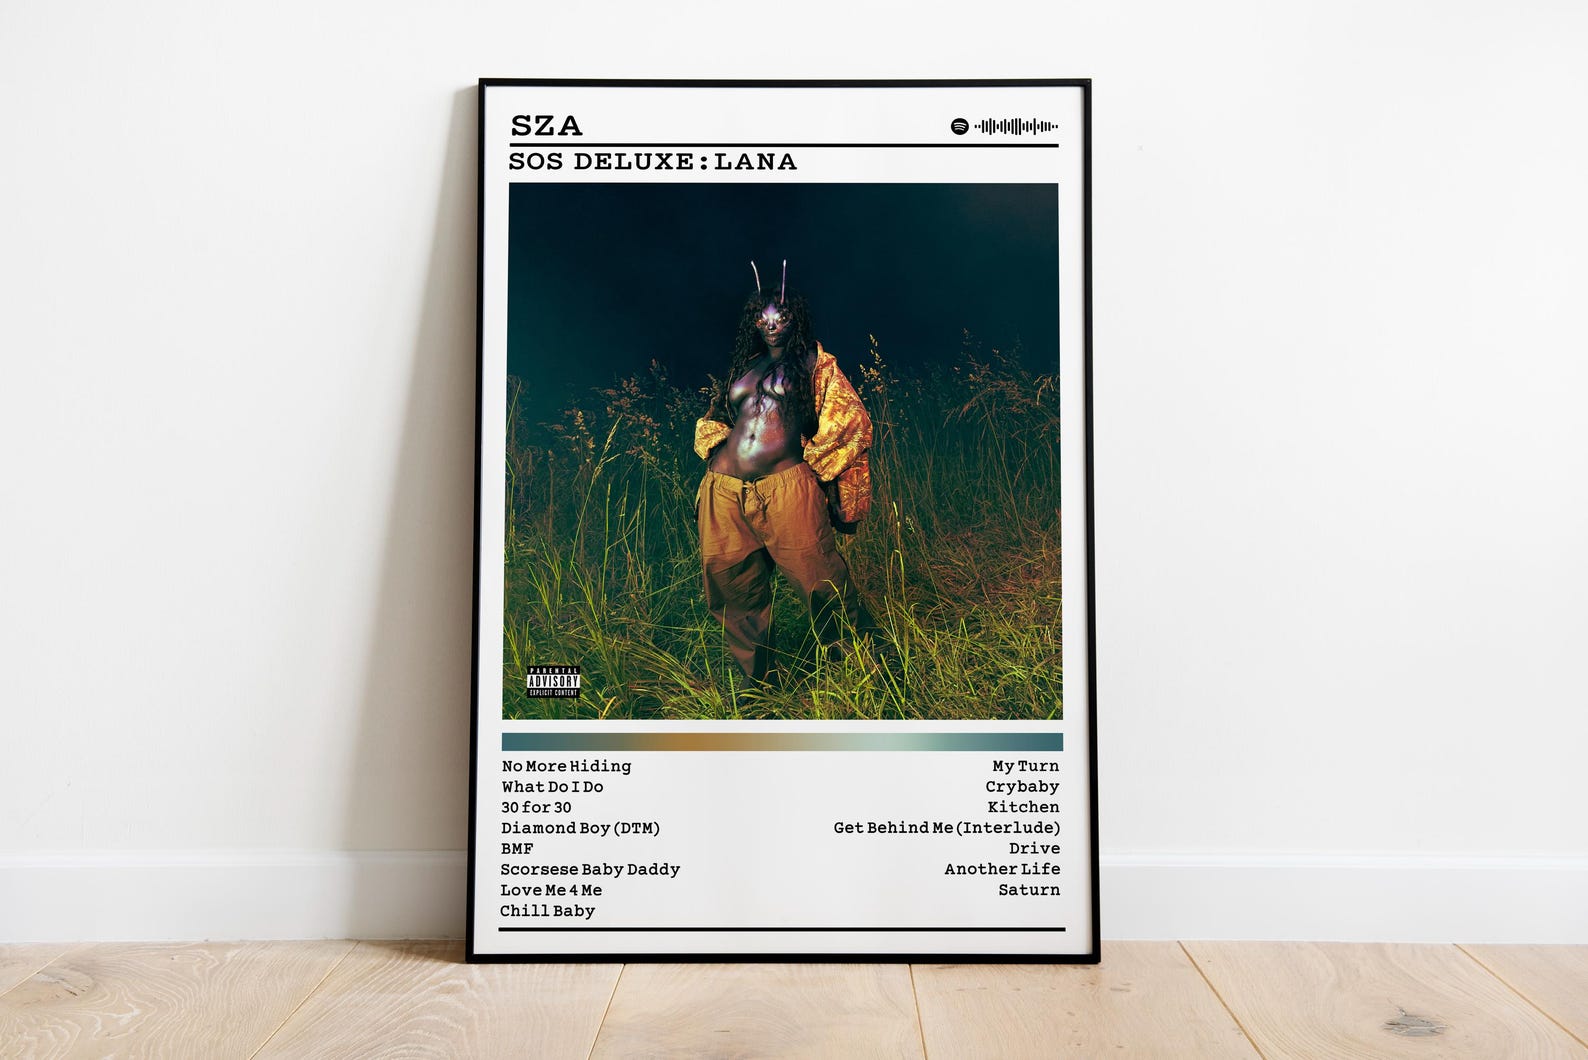 SZA
SOS DELUXE:LANA
PARENTAL
ADVISORY
EXPLICIT CONTENT
No More Hiding
What Do I Do
30 for 30
Diamond Boy (DTM)
BMF
Scorsese Baby Daddy
Love Me 4 Me
Chill Baby
My Turn
Crybaby
Kitchen
Get Behind Me (Interlude)
Drive
Another Life
Saturn